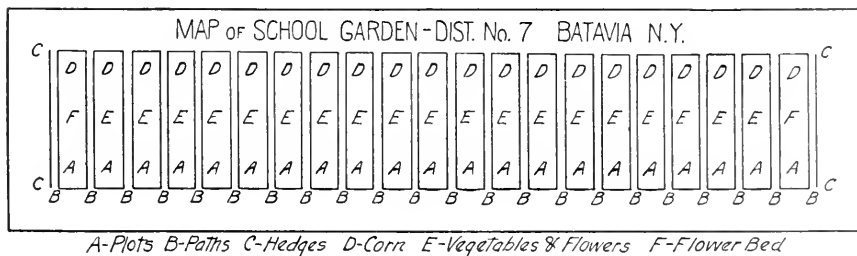 MAP OF SCHOOL GARDEN - DIST. No. 7 BATAVIA N.Y.
C C
D D D D D D D D D D D D D D D D D D D D D
F E E E E E E E E E E E E E E E E E E E F
A A A A A A A A A A A A A A A A A A A A A
C C
B B B B B B B B B B B B B B B B B B B B B B
A-Plots B-Paths C-Hedges D-Corn E-Vegetables & Flowers F-Flower Bed